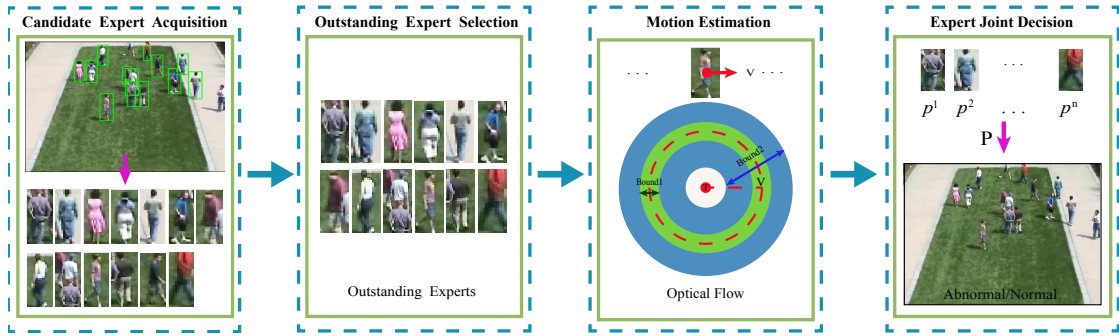 Candidate Expert Acquisition
Outstanding Expert Selection
Outstanding Experts
Motion Estimation
. . . V . . .
Bound2
Bound1
V
Optical Flow
Expert Joint Decision
. . .
p1 p2 . . . pn
P
Abnormal/Normal